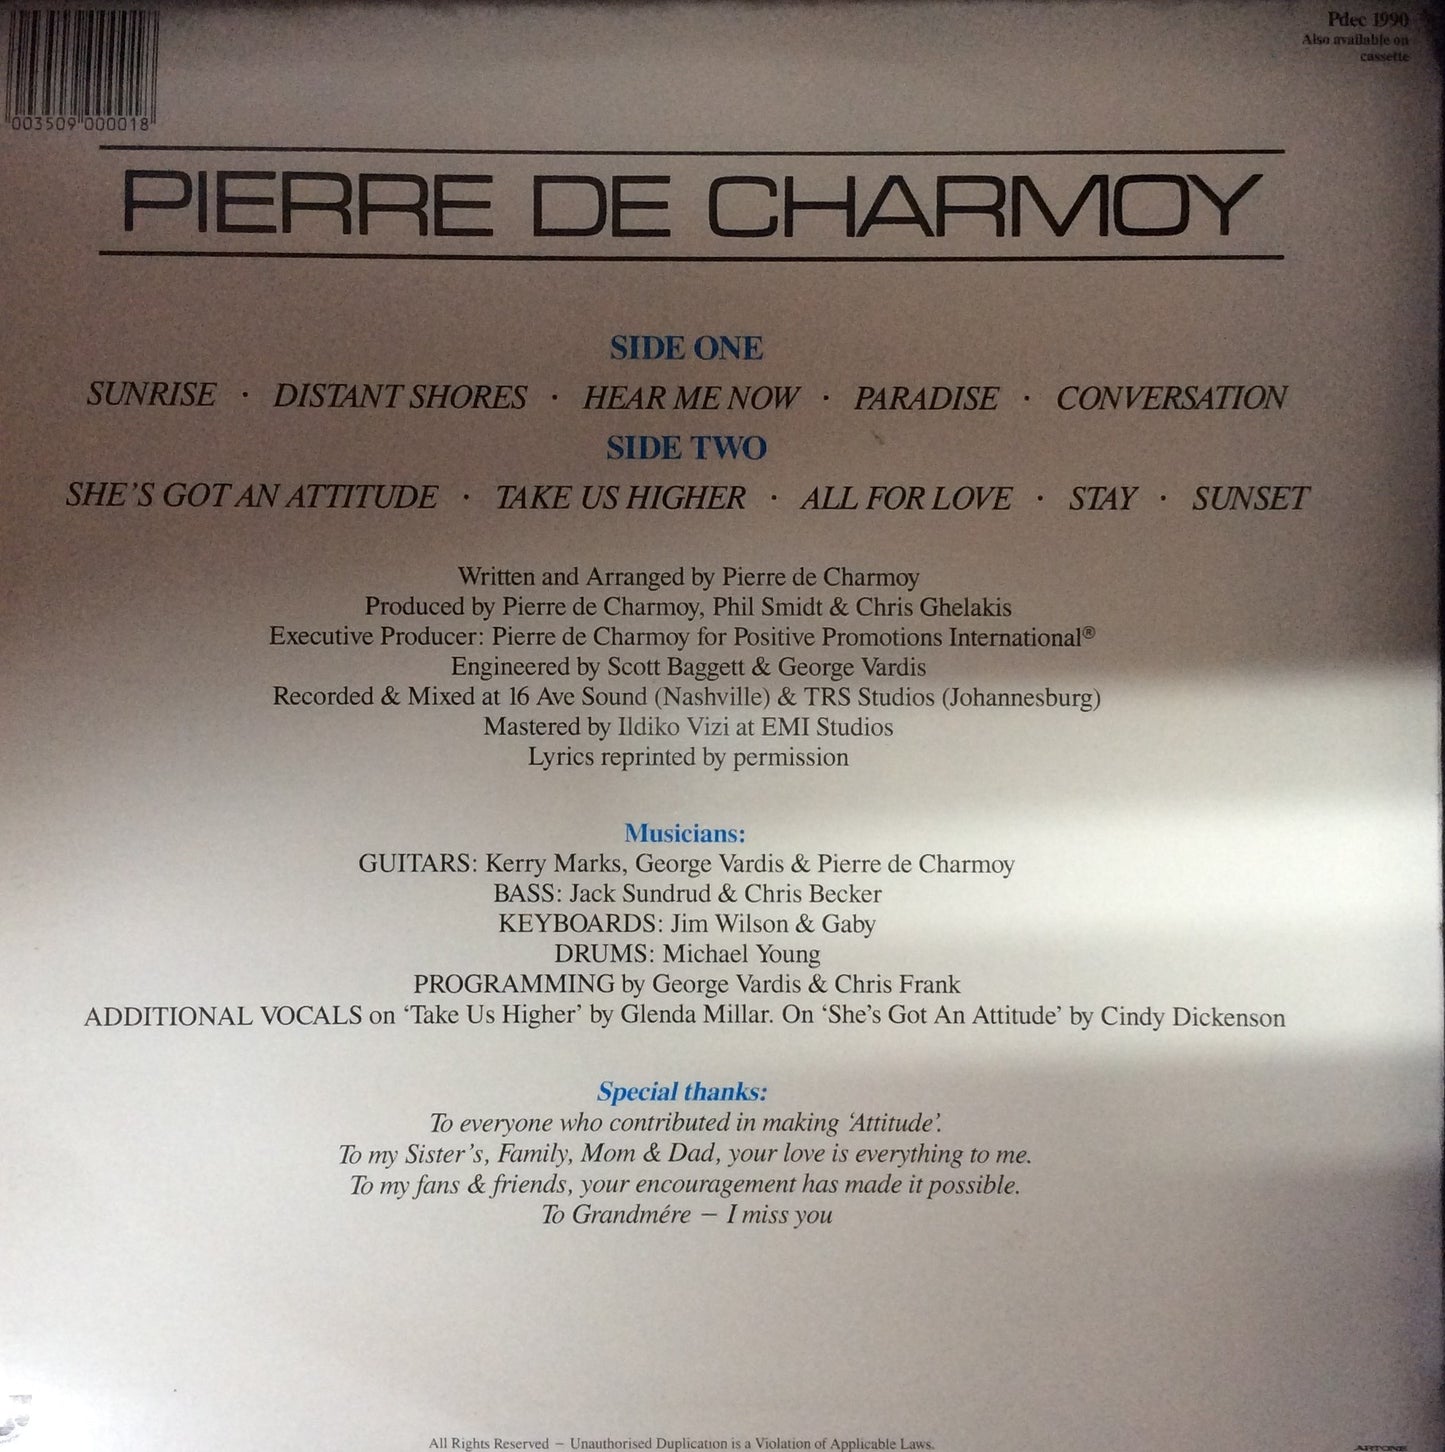 Pdec 1990
Also available on
cassette
003509 000018
PIERRE DE CHARMOY
SIDE ONE
SUNRISE · DISTANT SHORES · HEAR ME NOW · PARADISE · CONVERSATION
SIDE TWO
SHE'S GOT AN ATTITUDE · TAKE US HIGHER · ALL FOR LOVE · STAY · SUNSET
Written and Arranged by Pierre de Charmoy
Produced by Pierre de Charmoy, Phil Smidt & Chris Ghelakis
Executive Producer: Pierre de Charmoy for Positive Promotions International®
Engineered by Scott Baggett & George Vardis
Recorded & Mixed at 16 Ave Sound (Nashville) & TRS Studios (Johannesburg)
Mastered by Ildiko Vizi at EMI Studios
Lyrics reprinted by permission
Musicians:
GUITARS: Kerry Marks, George Vardis & Pierre de Charmoy
BASS: Jack Sundrud & Chris Becker
KEYBOARDS: Jim Wilson & Gaby
DRUMS: Michael Young
PROGRAMMING by George Vardis & Chris Frank
ADDITIONAL VOCALS on ‘Take Us Higher’ by Glenda Millar. On ‘She’s Got An Attitude’ by Cindy Dickenson
Special thanks:
To everyone who contributed in making ‘Attitude’.
To my Sister’s, Family, Mom & Dad, your love is everything to me.
To my fans & friends, your encouragement has made it possible.
To Grandmére – I miss you
All Rights Reserved – Unauthorised Duplication is a Violation of Applicable Laws.